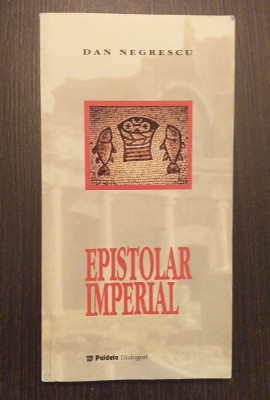 DAN NEGRESCU
EPISTOLAR
IMPERIAL
Paideia Dialoguri